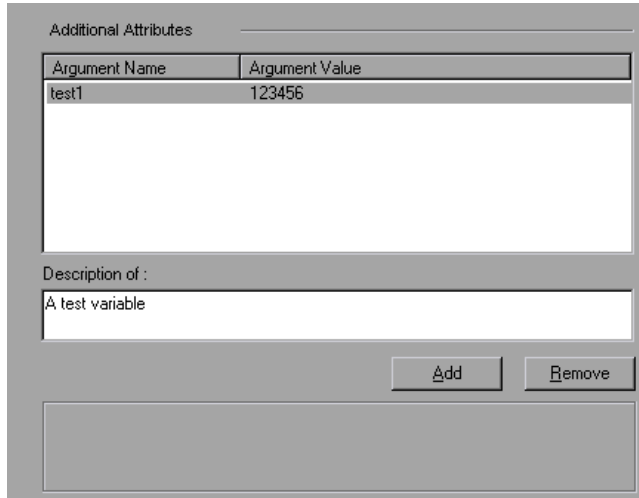 Additional Attributes
Argument Name Argument Value
test1 123456
Description of :
A test variable
Add Remove